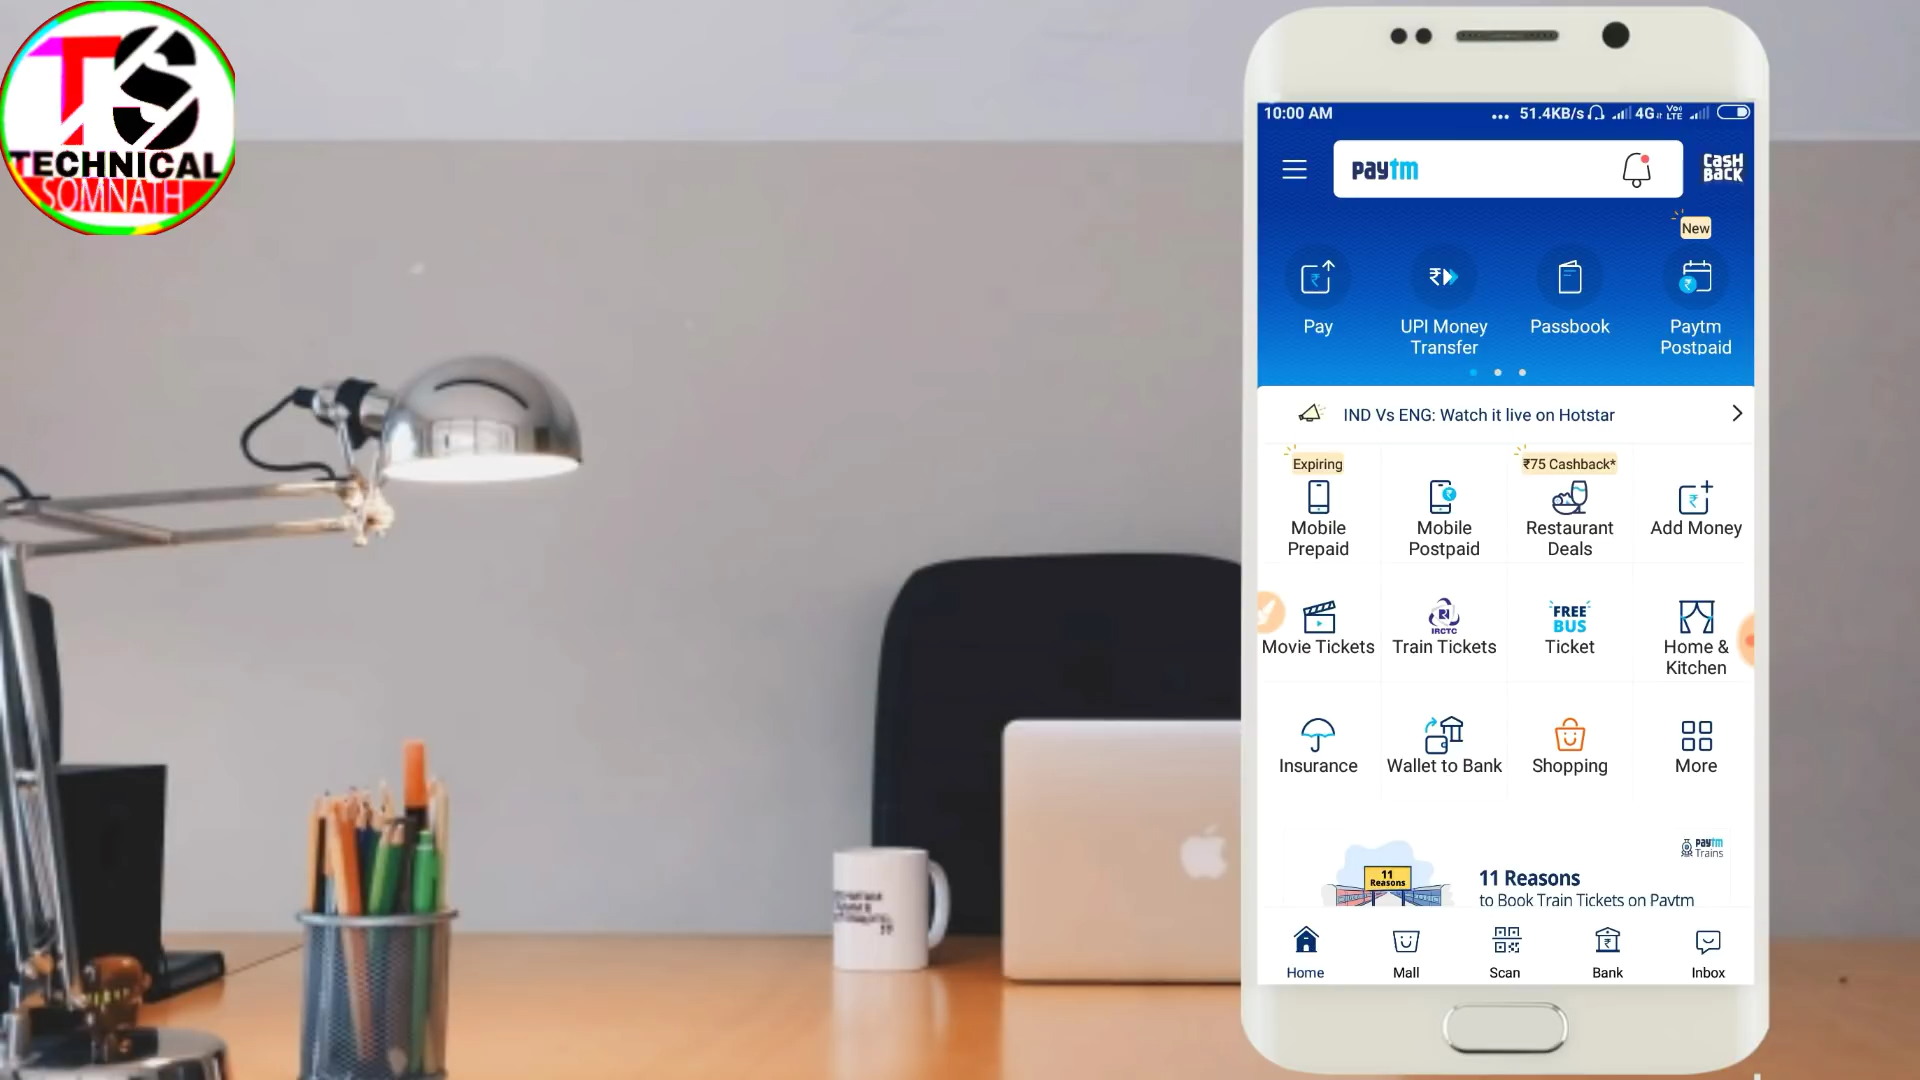 TS
TECHNICAL
SOMNATH
10:00 AM
... 51.4KB/s 4G Vo) LTE
paytm
CASH BACK
New
Pay
UPI Money Transfer
Passbook
Paytm Postpaid
IND Vs ENG: Watch it live on Hotstar
Expiring
₹75 Cashback*
Mobile Prepaid
Mobile Postpaid
Restaurant Deals
Add Money
IRCTC
FREE BUS
Movie Tickets
Train Tickets
Ticket
Home & Kitchen
Insurance
Wallet to Bank
Shopping
More
paytm Trains
11 Reasons
11 Reasons
to Book Train Tickets on Paytm
Home
Mall
Scan
Bank
Inbox